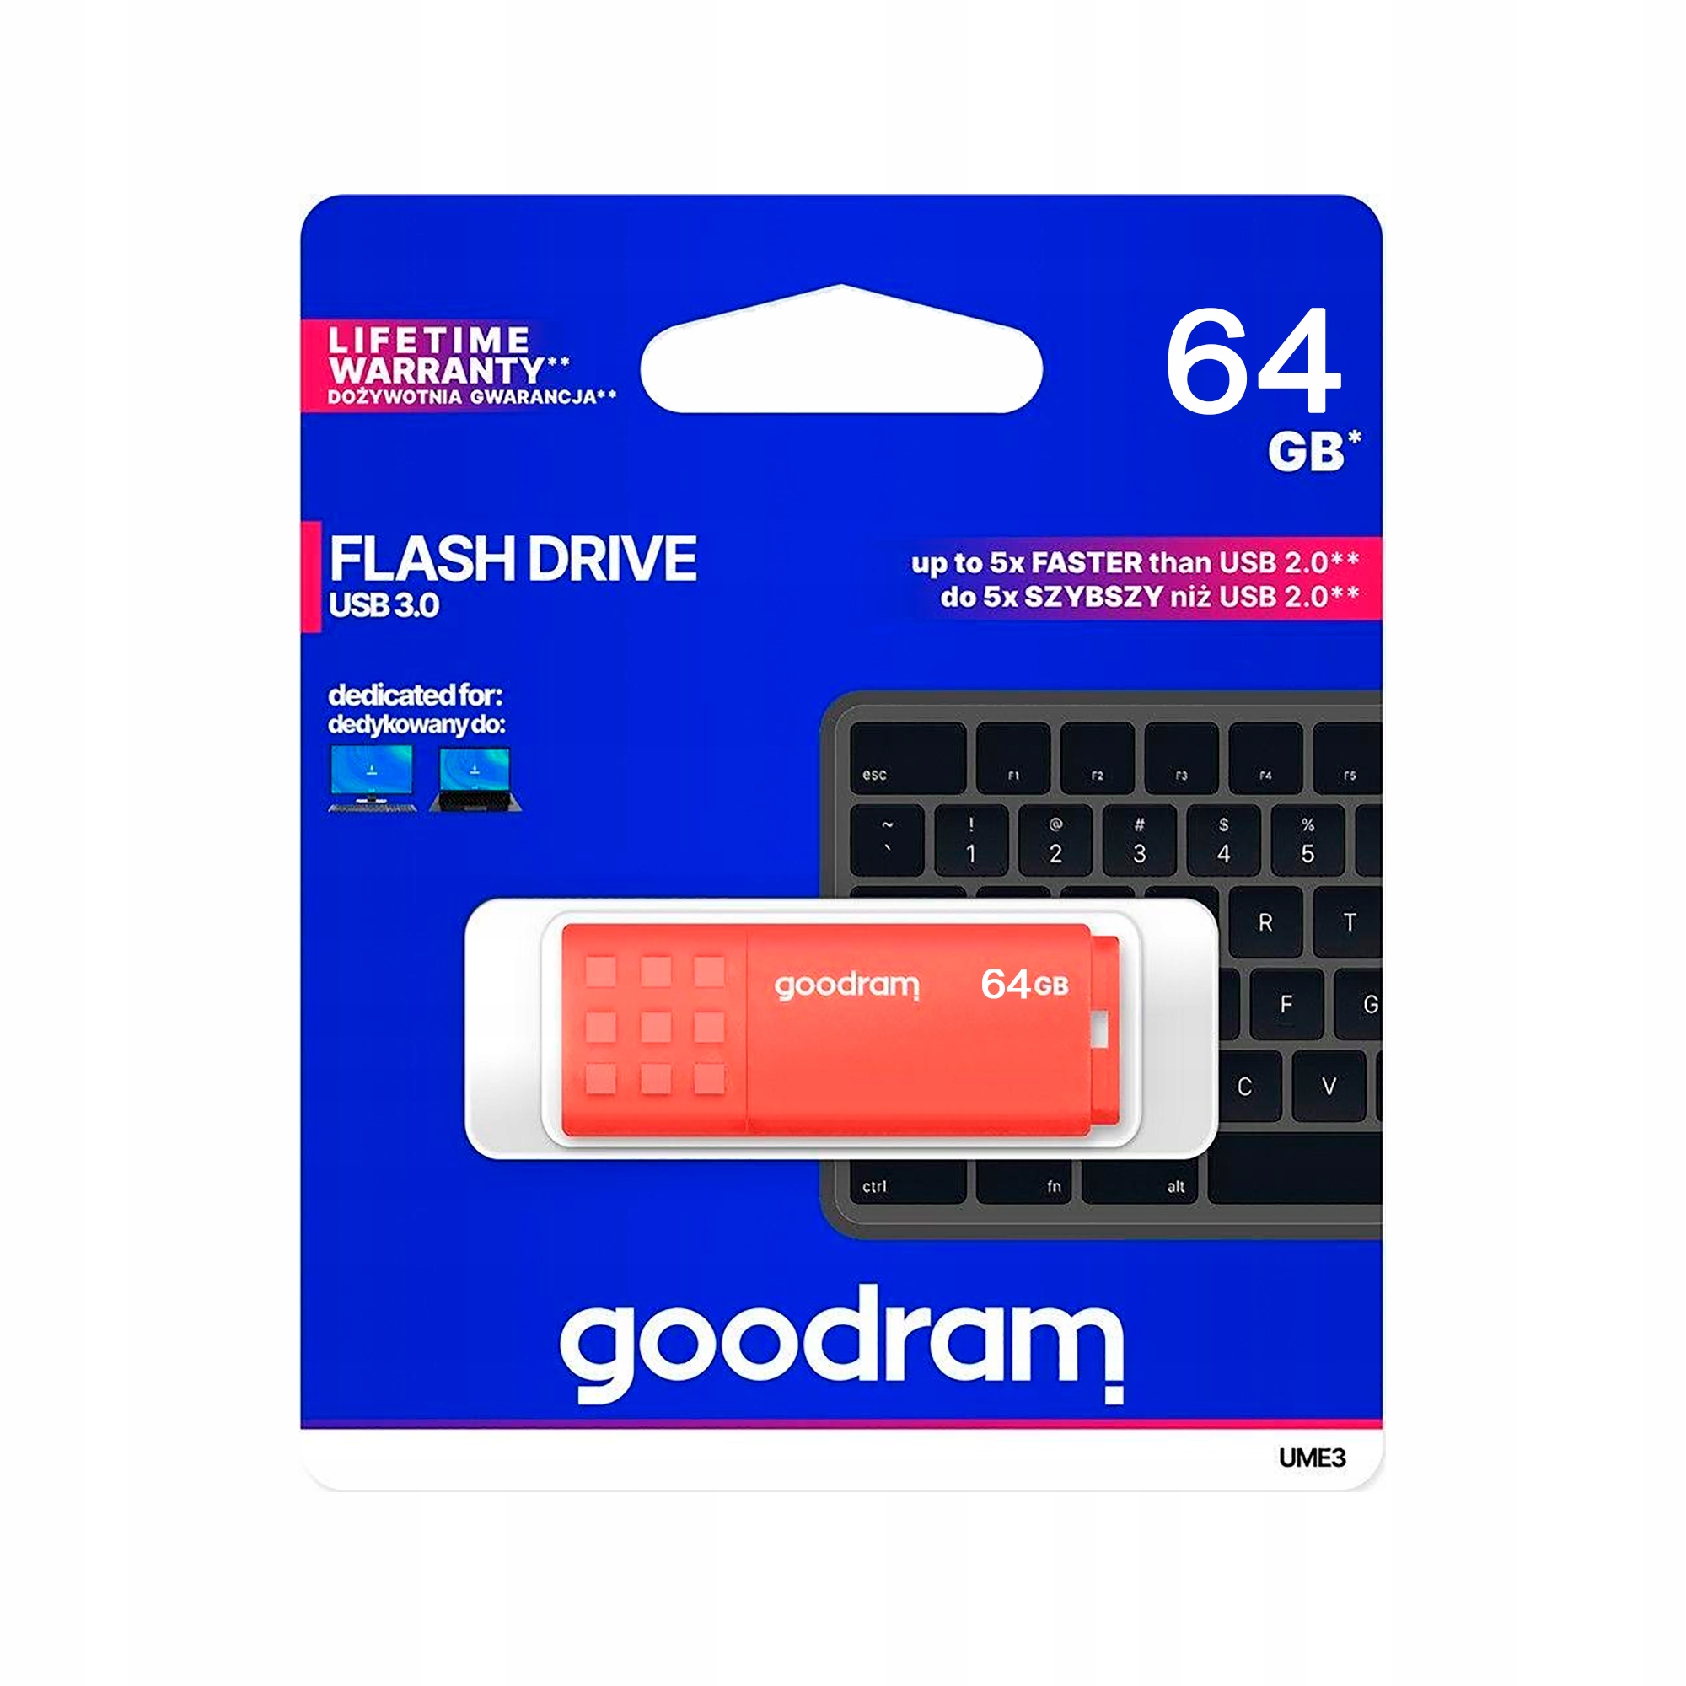 LIFETIME
WARRANTY**
DOŻYWOTNIA GWARANCJA**
64
GB*
FLASH DRIVE
USB 3.0
up to 5x FASTER than USB 2.0**
do 5x SZYBSZY niż USB 2.0**
dedicated for:
dedykowany do:
esc F1 F2 F3 F4 F5
~ ! @ # $ %
` 1 2 3 4 5
R T
goodram 64GB
F G
C V
ctrl fn alt
goodram
UME3